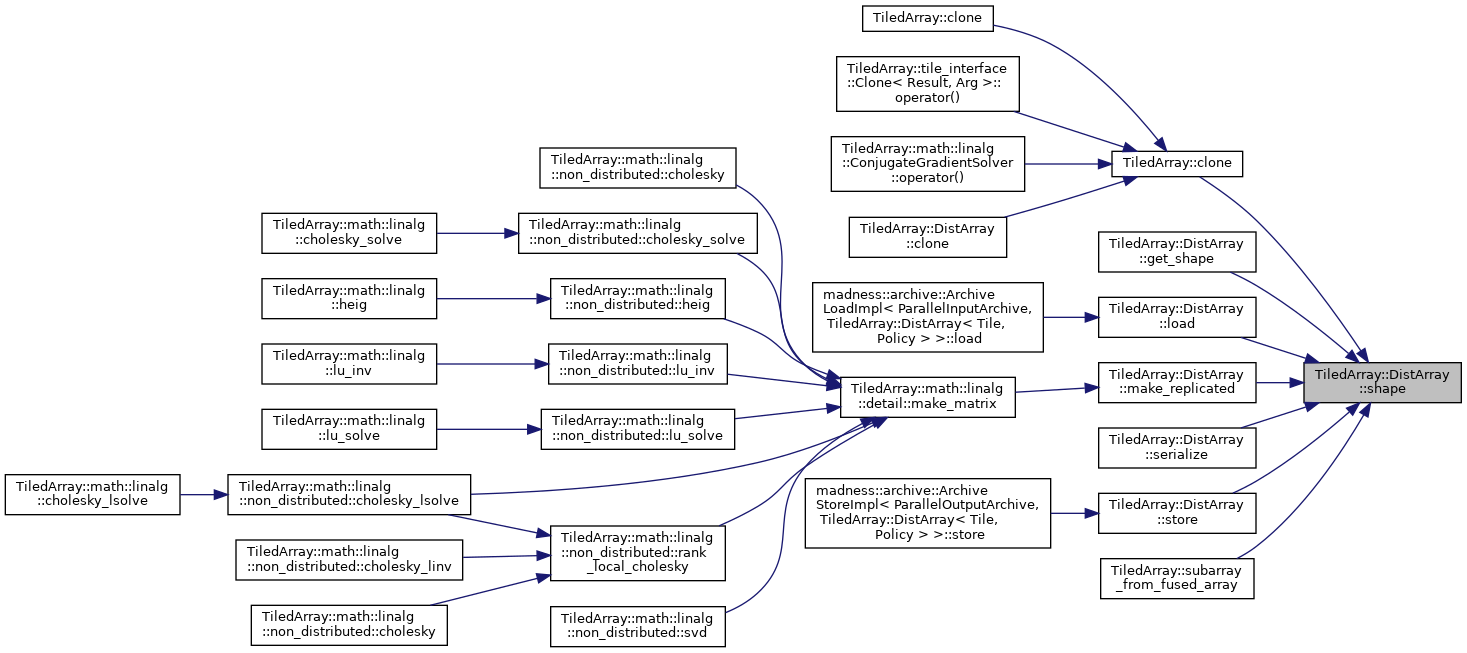 TiledArray::clone
TiledArray::tile_interface
::Clone< Result, Arg >::
operator()
TiledArray::math::linalg
::ConjugateGradientSolver
::operator()
TiledArray::DistArray
::clone
TiledArray::clone
TiledArray::math::linalg
::non_distributed::cholesky
TiledArray::math::linalg
::cholesky_solve
TiledArray::math::linalg
::non_distributed::cholesky_solve
TiledArray::math::linalg
::heig
TiledArray::math::linalg
::non_distributed::heig
TiledArray::math::linalg
::lu_inv
TiledArray::math::linalg
::non_distributed::lu_inv
TiledArray::math::linalg
::lu_solve
TiledArray::math::linalg
::non_distributed::lu_solve
TiledArray::math::linalg
::cholesky_lsolve
TiledArray::math::linalg
::non_distributed::cholesky_lsolve
TiledArray::math::linalg
::non_distributed::cholesky_linv
TiledArray::math::linalg
::non_distributed::cholesky
TiledArray::math::linalg
::non_distributed::rank
_local_cholesky
TiledArray::math::linalg
::non_distributed::svd
madness::archive::Archive
LoadImpl< ParallelInputArchive,
TiledArray::DistArray< Tile,
Policy > >::load
TiledArray::math::linalg
::detail::make_matrix
madness::archive::Archive
StoreImpl< ParallelOutputArchive,
TiledArray::DistArray< Tile,
Policy > >::store
TiledArray::DistArray
::get_shape
TiledArray::DistArray
::load
TiledArray::DistArray
::make_replicated
TiledArray::DistArray
::serialize
TiledArray::DistArray
::store
TiledArray::subarray
_from_fused_array
TiledArray::DistArray
::shape